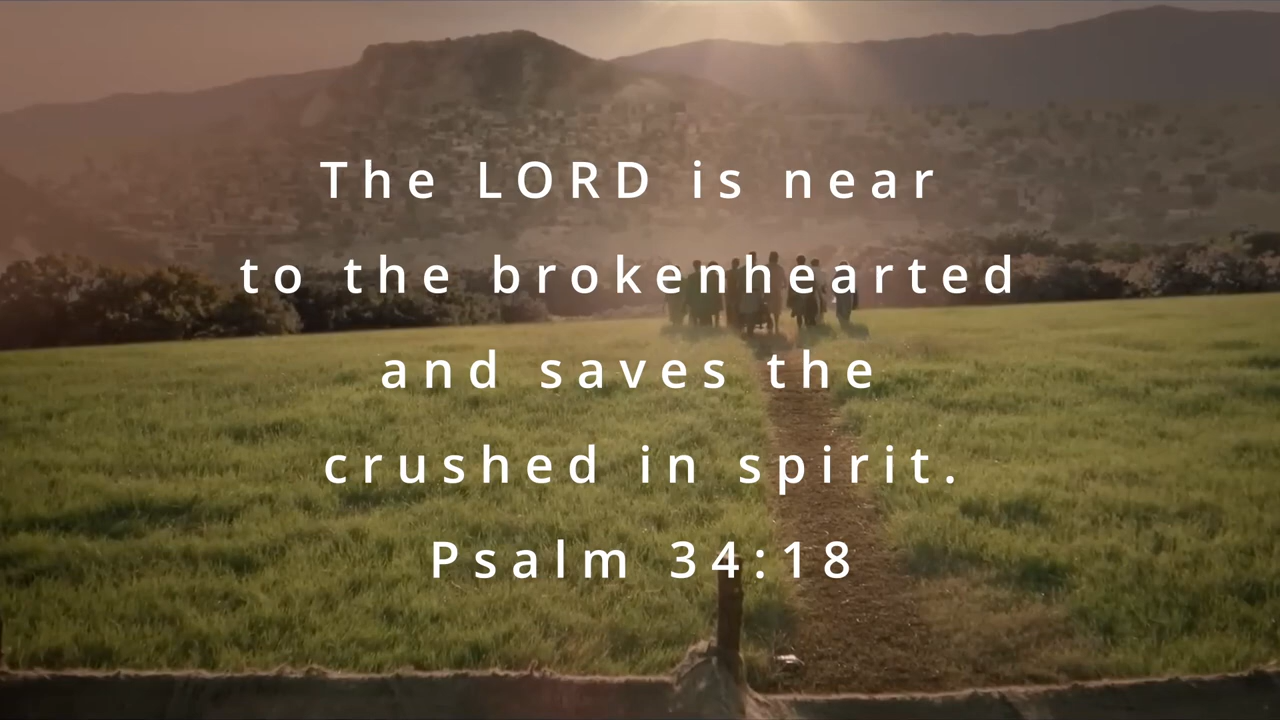 The LORD is near
to the brokenhearted
and saves the
crushed in spirit.
Psalm 34:18